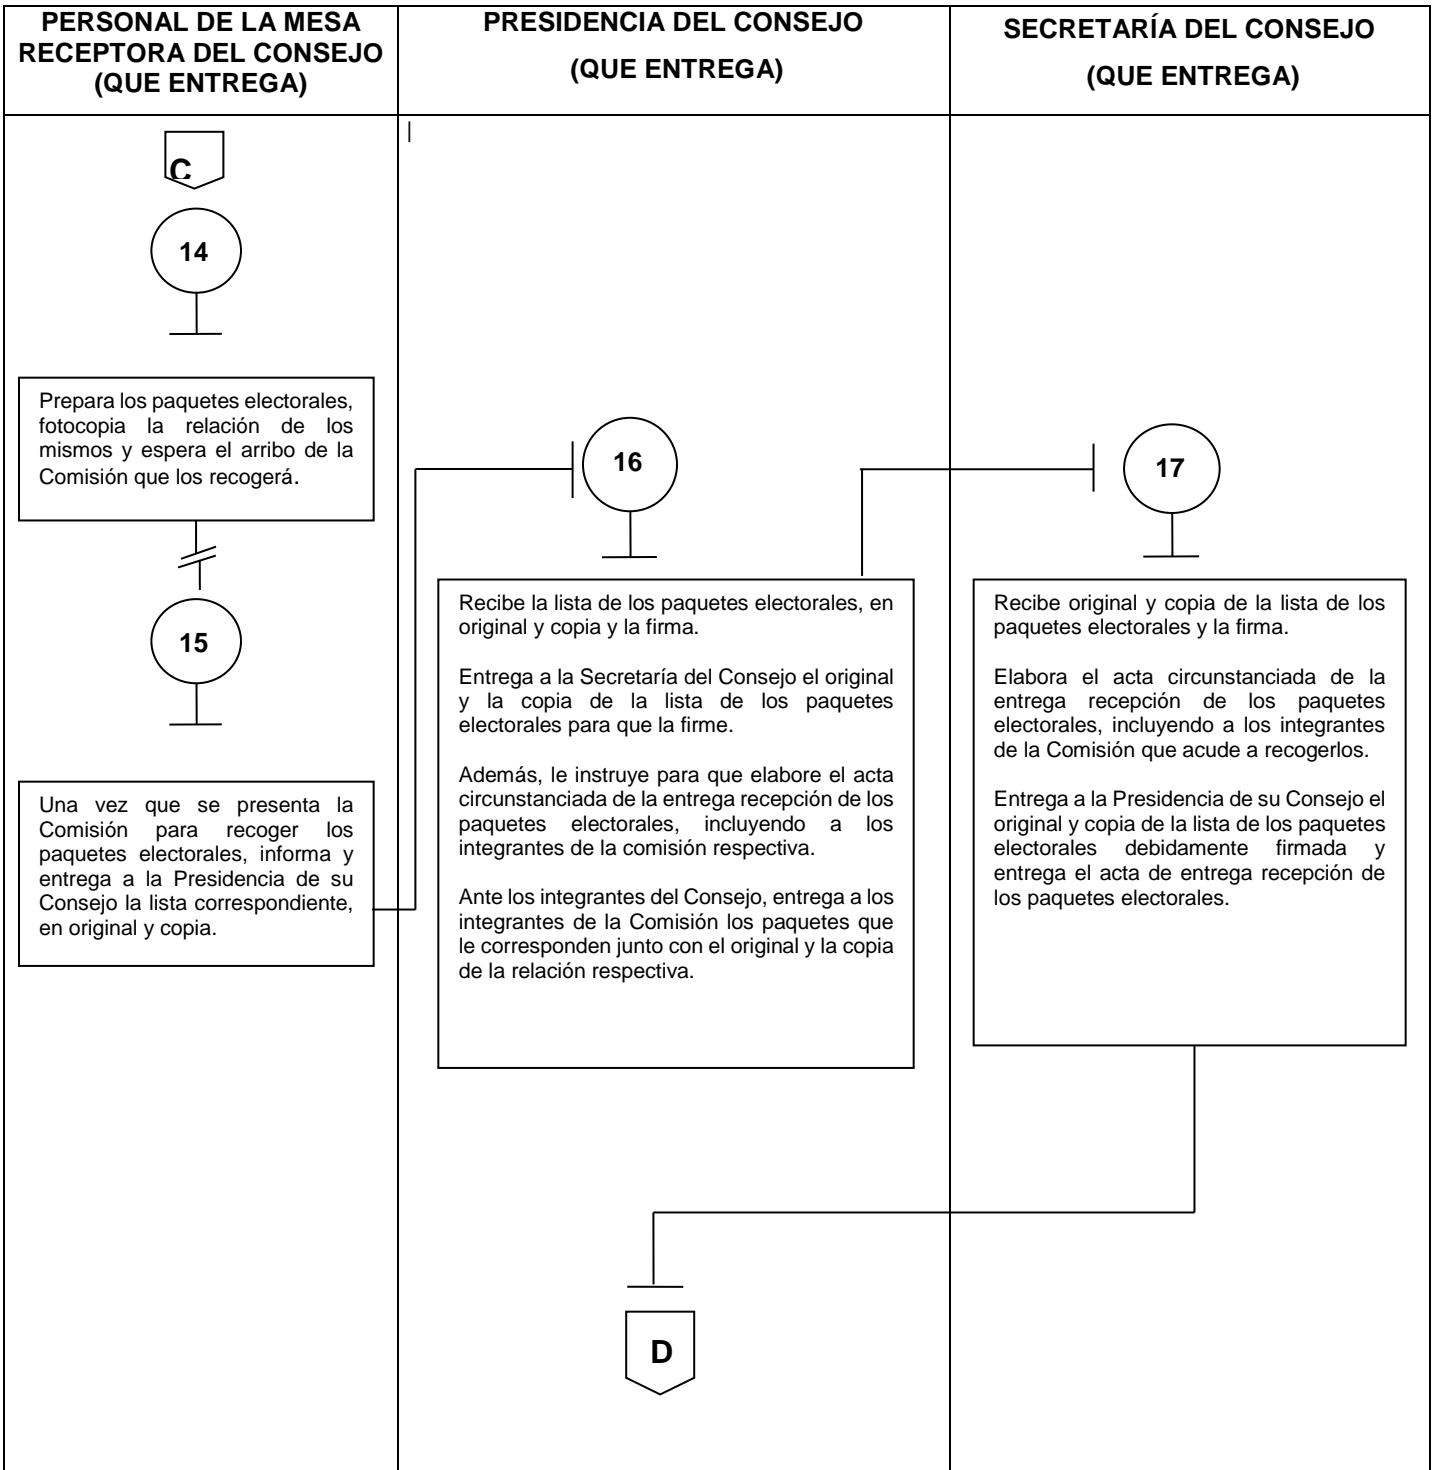 PERSONAL DE LA MESA
RECEPTORA DEL CONSEJO
(QUE ENTREGA)
PRESIDENCIA DEL CONSEJO
(QUE ENTREGA)
SECRETARÍA DEL CONSEJO
(QUE ENTREGA)
C
14
Prepara los paquetes electorales,
fotocopia la relación de los
mismos y espera el arribo de la
Comisión que los recogerá.
15
Una vez que se presenta la
Comisión para recoger los
paquetes electorales, informa y
entrega a la Presidencia de su
Consejo la lista correspondiente,
en original y copia.
16
Recibe la lista de los paquetes electorales, en
original y copia y la firma.
Entrega a la Secretaría del Consejo el original
y la copia de la lista de los paquetes
electorales para que la firme.
Además, le instruye para que elabore el acta
circunstanciada de la entrega recepción de los
paquetes electorales, incluyendo a los
integrantes de la comisión respectiva.
Ante los integrantes del Consejo, entrega a los
integrantes de la Comisión los paquetes que
le corresponden junto con el original y la copia
de la relación respectiva.
17
Recibe original y copia de la lista de los
paquetes electorales y la firma.
Elabora el acta circunstanciada de la
entrega recepción de los paquetes
electorales, incluyendo a los integrantes
de la Comisión que acude a recogerlos.
Entrega a la Presidencia de su Consejo el
original y copia de la lista de los paquetes
electorales debidamente firmada y
entrega el acta de entrega recepción de
los paquetes electorales.
D